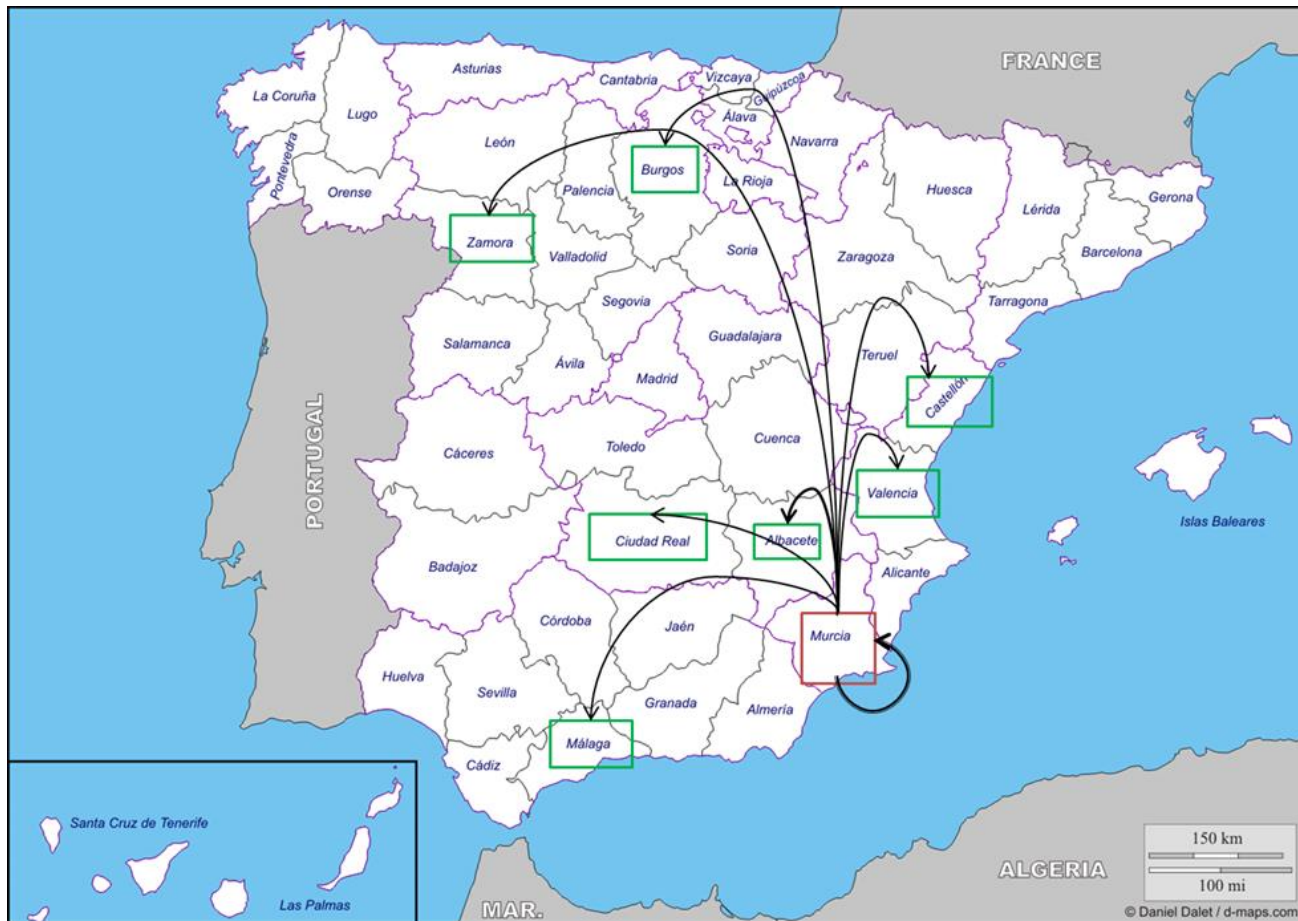 FRANCE
Asturias
Cantabria
Vizcaya
Guipúzcoa
La Coruña
Lugo
León
Álava
Navarra
Pontevedra
Orense
Palencia
Burgos
La Rioja
Huesca
Lérida
Gerona
Zamora
Valladolid
Soria
Zaragoza
Barcelona
Segovia
Tarragona
Salamanca
Ávila
Guadalajara
Teruel
Madrid
Castellón
PORTUGAL
Cáceres
Toledo
Cuenca
Valencia
Islas Baleares
Ciudad Real
Albacete
Badajoz
Alicante
Córdoba
Jaén
Murcia
Huelva
Sevilla
Granada
Almería
Málaga
Cádiz
Santa Cruz de Tenerife
Las Palmas
MAR.
ALGERIA
150 km
100 mi
© Daniel Dalet / d-maps.com